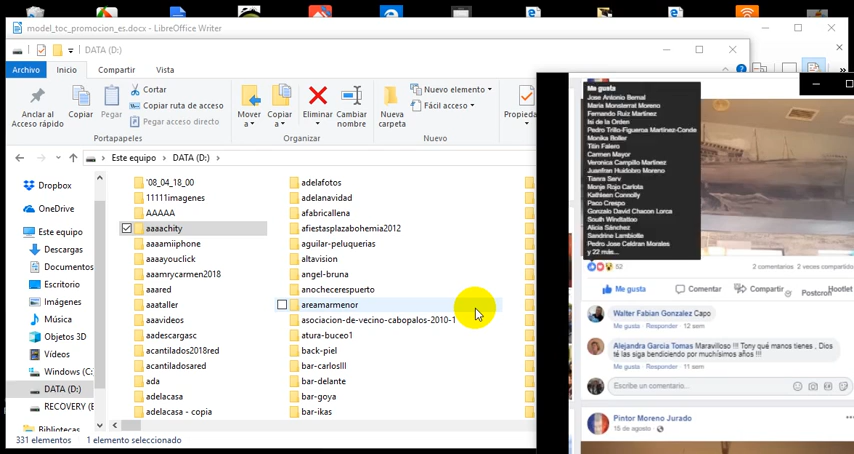 model_toc_promocion_es.docx - LibreOffice Writer
DATA (D:)
Archivo
Inicio
Compartir
Vista
Anclar al
Acceso rápido
Copiar
Pegar
Cortar
Copiar ruta de acceso
Pegar acceso directo
Mover
a
Copiar
a
Eliminar
Cambiar
nombre
Nueva
carpeta
Nuevo elemento
Fácil acceso
Propieda
Portapapeles
Organizar
Nuevo
Este equipo
DATA (D:)
Dropbox
OneDrive
Este equipo
Descargas
Documentos
Escritorio
Imágenes
Música
Objetos 3D
Vídeos
Windows (C:
DATA (D:)
RECOVERY (E
Bibliotecas
'08_04_18_00
11111imagenes
AAAAA
aaaachity
aaaamiiphone
aaaayouclick
aaamrycarmen2018
aaared
aaataller
aaavideos
aadescargasc
acantilados2018red
acantiladosared
ada
adelacasa
adelacasa - copia
adelafotos
adelanavidad
afabricallena
afiestasplazabohemia2012
aguilar-peluquerias
altavision
angel-bruna
anochecerespuerto
areamarmenor
asociacion-de-vecino-cabopalos-2010-1
atura-buceo1
back-piel
bar-carlosIII
bar-delante
bar-goya
bar-ikas
331 elementos
1 elemento seleccionado
Me gusta
Jose Antonio Bernal
Maria Monsterrat Moreno
Fernando Ruiz Martinez
Isi de la Orden
Pedro Trillo-Figueroa Martínez-Conde
Monika Boller
Titin Falero
Carmen Mayor
Veronica Campillo Martinez
Juanfran Huidobro Moreno
Tienra Serv
Monje Rojo Carlota
Kathleen Connolly
Paco Crespo
Gonzalo David Chacon Lorca
South Windtattoo
Alicia Sánchez
Sandrine Lambiotte
Pedro Jose Celdran Morales
y 22 más...
52
2 comentarios
2 veces compartido
Me gusta
Comentar
Compartir
Postcron
Hootlet
Walter Fabian Gonzalez Capo
Me gusta · Responder · 12 sem
Alejandra Garcia Tomas Maravilloso !!! Tony qué manos tienes , Dios
té las siga bendiciendo por muchísimos años !!!
Me gusta · Responder · 11 sem
Escribe un comentario...
Pintor Moreno Jurado
15 de agosto